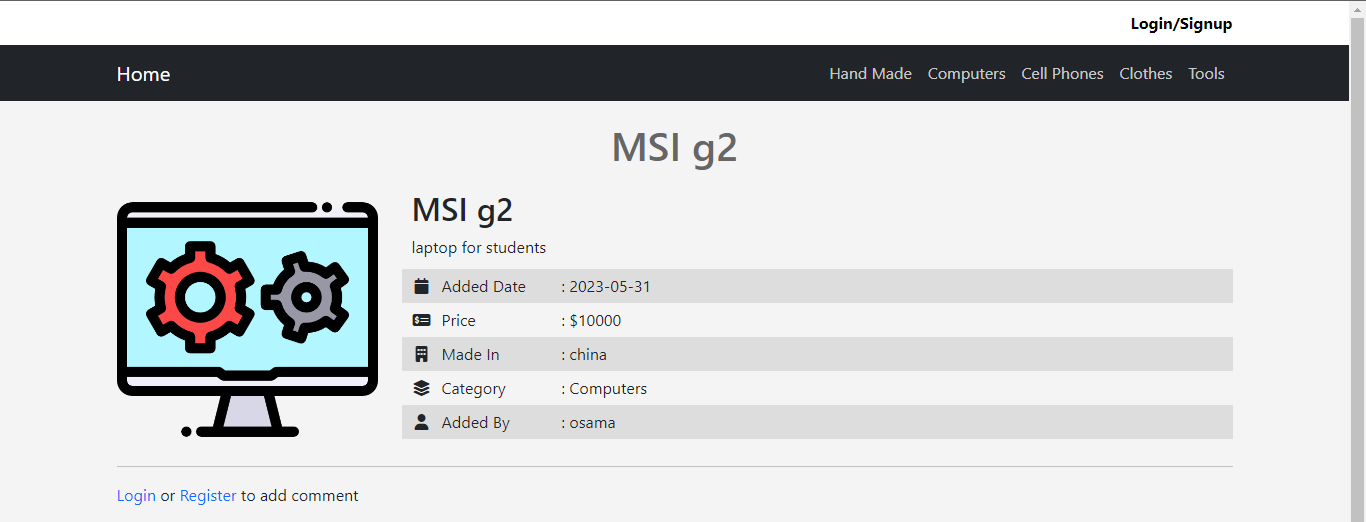 Login/Signup
Home Hand Made Computers Cell Phones Clothes Tools
MSI g2
MSI g2
laptop for students
Added Date : 2023-05-31
Price : $10000
Made In : china
Category : Computers
Added By : osama
Login or Register to add comment